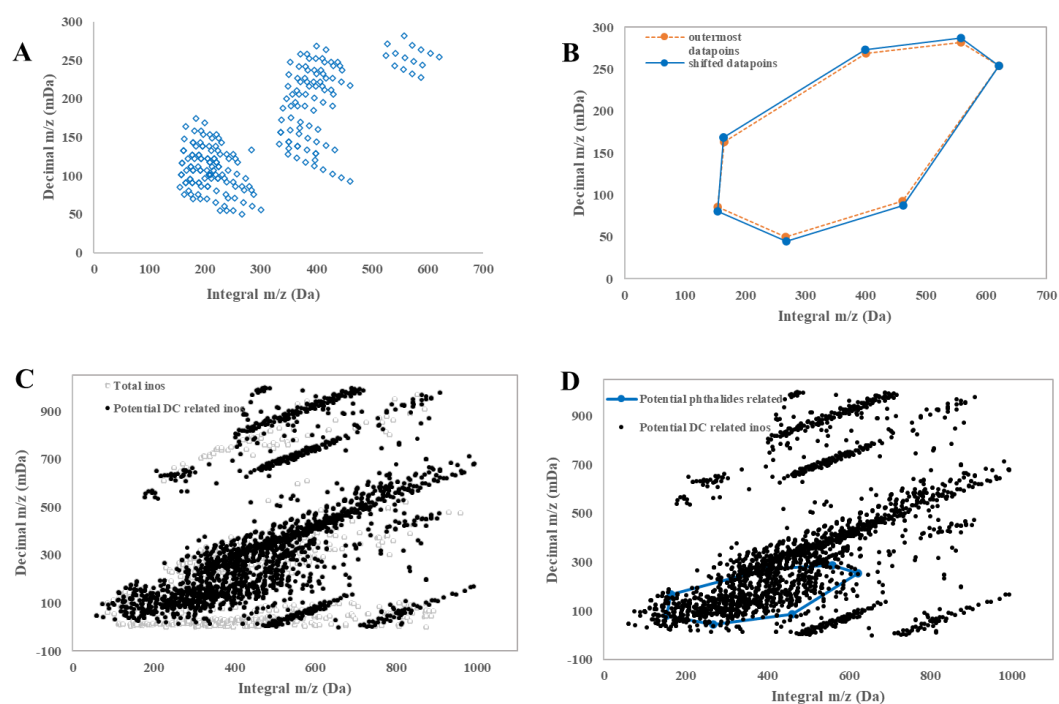 A
300
250
200
150
100
50
0
Decimal m/z (mDa)
0 100 200 300 400 500 600 700
Integral m/z (Da)
B
300
250
200
150
100
50
0
Decimal m/z (mDa)
outermost
datapoins
shifted datapoins
0 100 200 300 400 500 600 700
Integral m/z (Da)
C
900
700
500
300
100
-100
Decimal m/z (mDa)
Total inos
Potential DC related inos
0 200 400 600 800 1000
Integral m/z (Da)
D
900
700
500
300
100
-100
Decimal m/z (mDa)
Potential phthalides related
Potential DC related inos
0 200 400 600 800 1000
Integral m/z (Da)